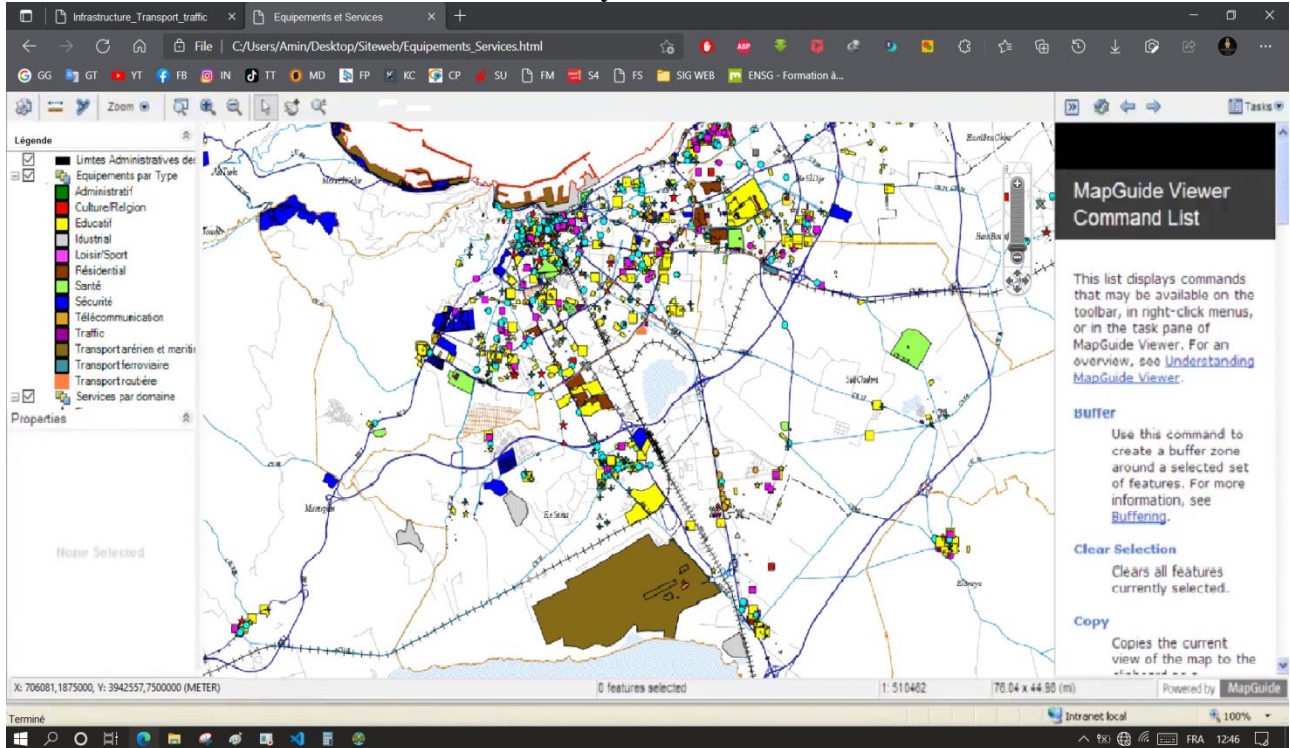 Infrastructure_Transport_traffic
Equipements et Services
File | C:/Users/Amin/Desktop/Siteweb/Equipements_Services.html
GG GT YT FB IN TT MD FP KC CP SU FM S4 FS SIG WEB ENSG - Formation à...
Zoom
Tasks
Légende
Limtes Administratives des
Equipements par Type
Administratif
Culture/Religion
Educatif
Idustrial
Loisir/Sport
Résidential
Santé
Sécurité
Télécommunication
Traffic
Transport arérien et mariti
Transport ferroviaire
Transport routière
Services par domaine
Properties
None Selected
Es Senia
MapGuide Viewer
Command List
This list displays commands
that may be available on the
toolbar, in right-click menus,
or in the task pane of
MapGuide Viewer. For an
overview, see Understanding
MapGuide Viewer.
Buffer
Use this command to
create a buffer zone
around a selected set
of features. For more
information, see
Buffering.
Clear Selection
Clears all features
currently selected.
Copy
Copies the current
view of the map to the
X: 706081,1875000, Y: 3942557,7500000 (METER)
0 features selected
1: 510462
76.04 x 44.98 (mi)
Powered by MapGuide
Terminé
Intranet local
100%
FRA 12:46